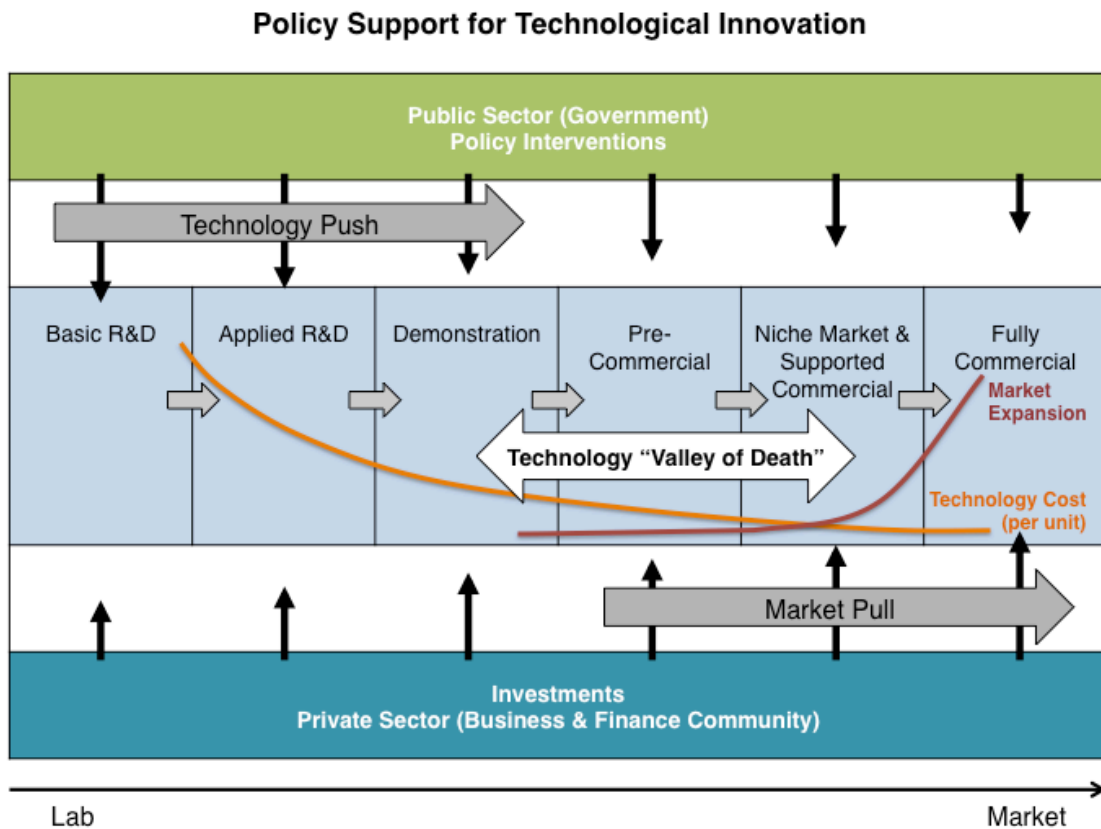 Policy Support for Technological Innovation
Public Sector (Government)
Policy Interventions
Technology Push
Basic R&D
Applied R&D
Demonstration
Pre-
Commercial
Niche Market &
Supported
Commercial
Fully
Commercial
Market
Expansion
Technology “Valley of Death”
Technology Cost
(per unit)
Market Pull
Investments
Private Sector (Business & Finance Community)
Lab
Market